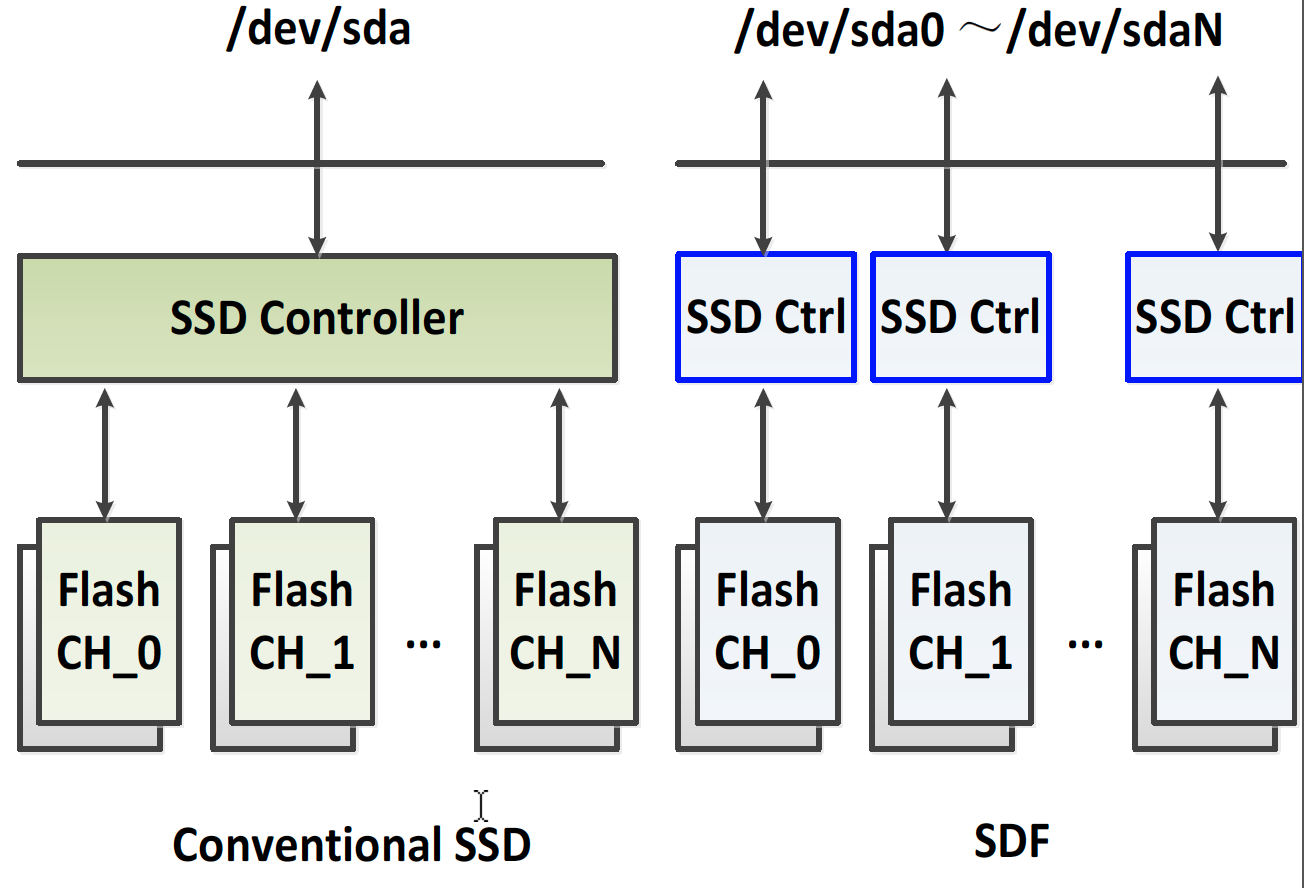 /dev/sda
/dev/sda0 ～/dev/sdaN
SSD Controller
SSD Ctrl
SSD Ctrl
SSD Ctrl
Flash
CH_0
Flash
CH_1
...
Flash
CH_N
Flash
CH_0
Flash
CH_1
...
Flash
CH_N
Conventional SSD
SDF